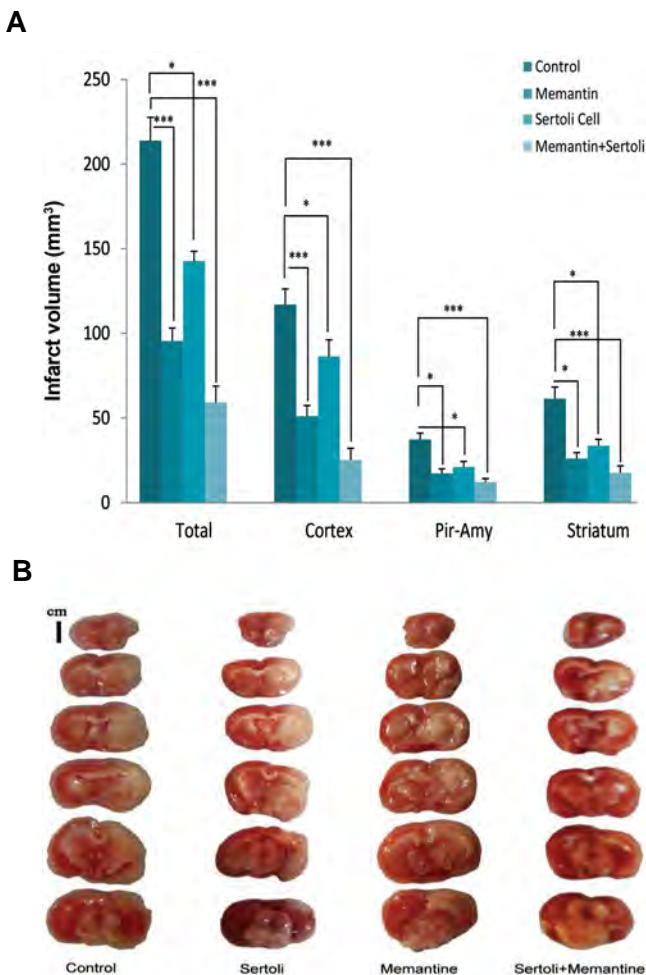 A
250
200
150
100
50
0
Infarct volume (mm³)
Control
Memantin
Sertoli Cell
Memantin+Sertoli
*
***
***
***
*
***
***
*
*
*
***
*
Total Cortex Pir-Amy Striatum
B
cm
Control Sertoli Memantine Sertoli+Memantine